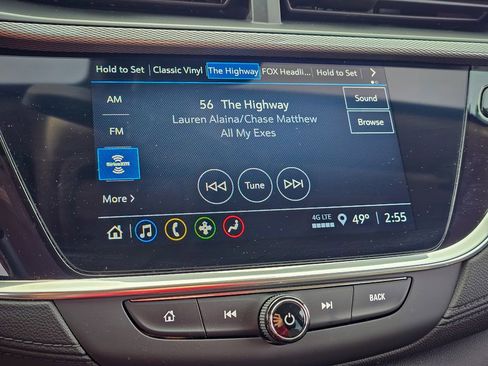 Hold to Set Classic Vinyl The Highway FOX Headli... Hold to Set
AM
56 The Highway
Sound
Lauren Alaina/Chase Matthew
FM
All My Exes
Browse
SiriusXM
Tune
More >
4G LTE
49° 2:55
BACK